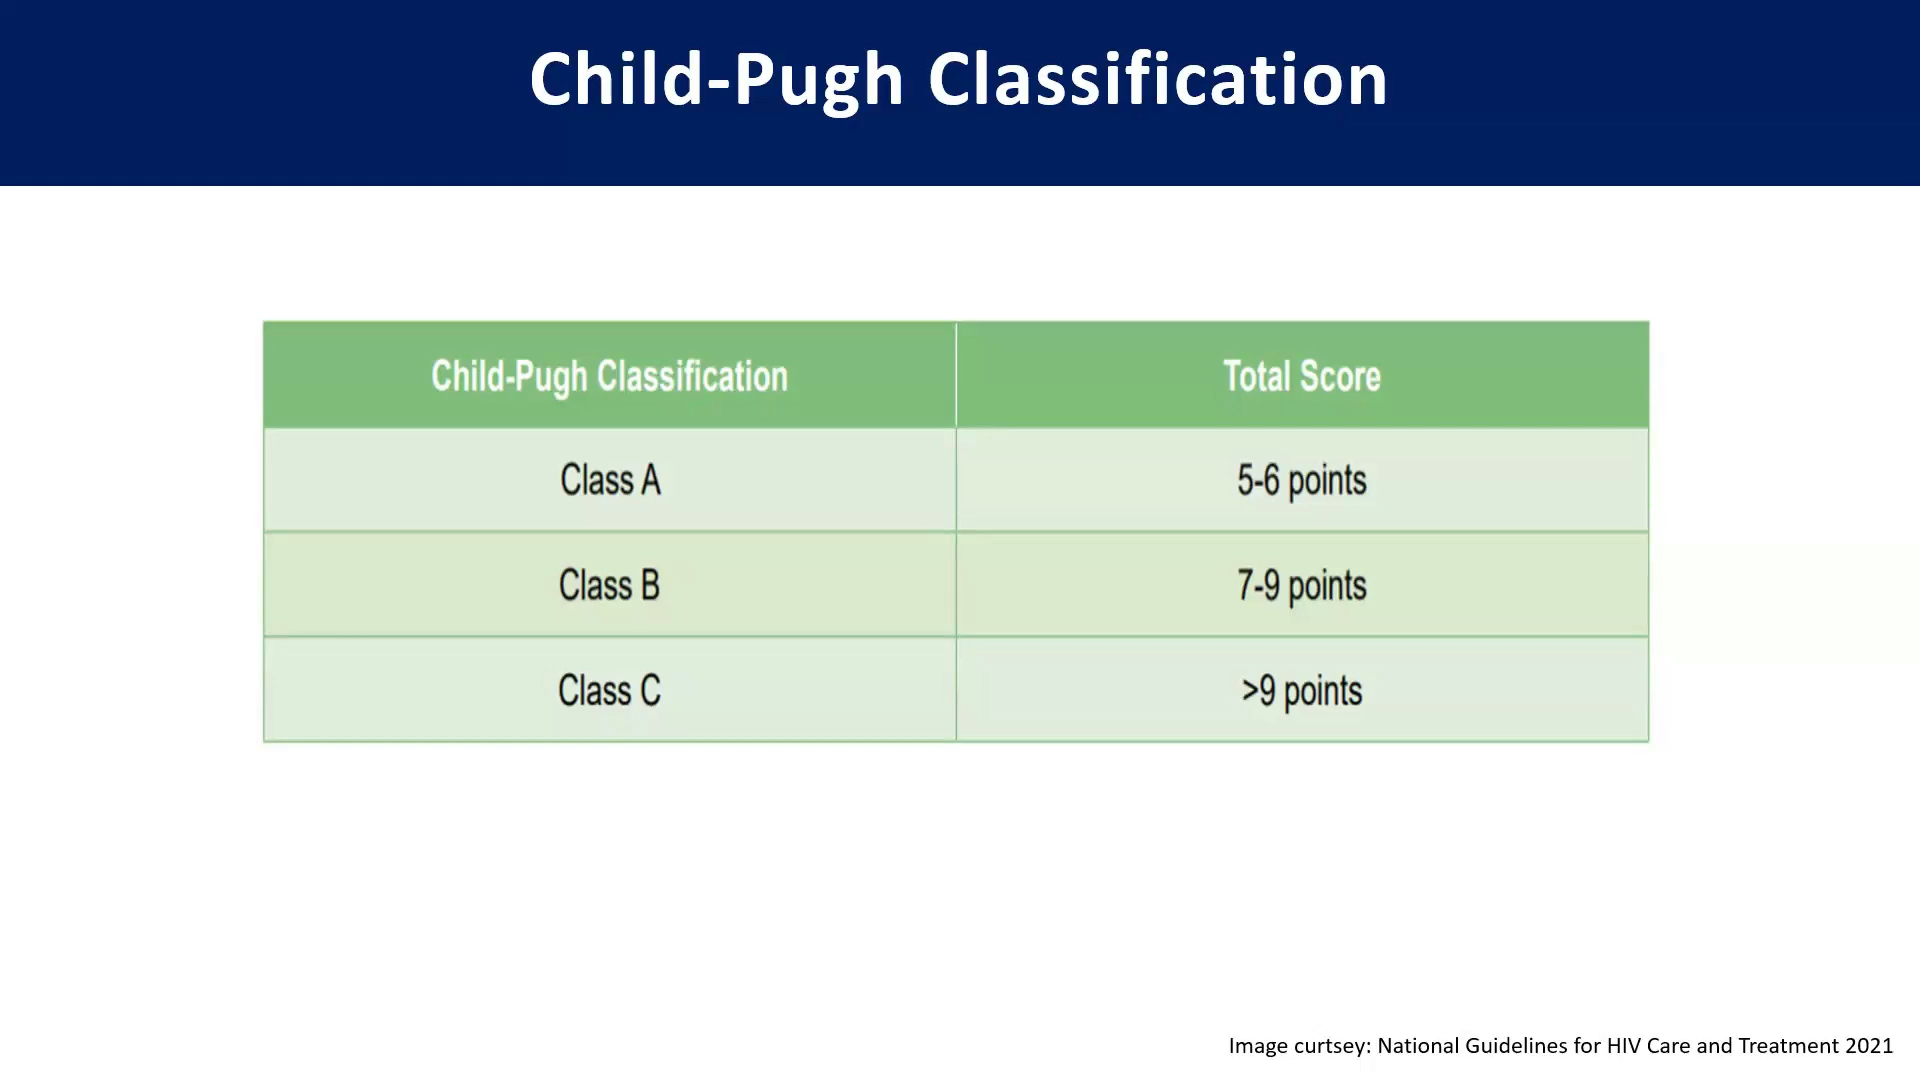 Child-Pugh Classification
Child-Pugh Classification Total Score
Class A 5-6 points
Class B 7-9 points
Class C >9 points
Image curtsey: National Guidelines for HIV Care and Treatment 2021